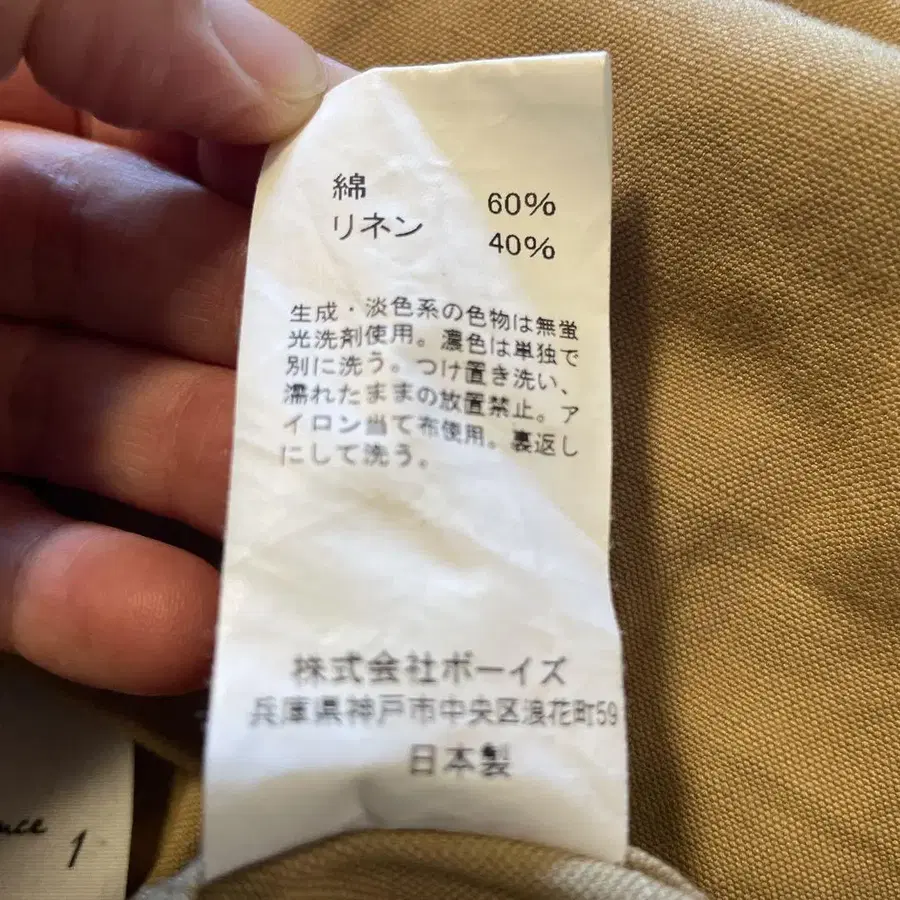 綿 60%
リネン 40%
生成・淡色系の色物は無蛍
光洗剤使用。濃色は単独で
別に洗う。つけ置き洗い、
濡れたままの放置禁止。ア
イロン当て布使用。裏返し
にして洗う。
株式会社ボーイズ
兵庫県神戸市中央区浪花町59
日本製
1